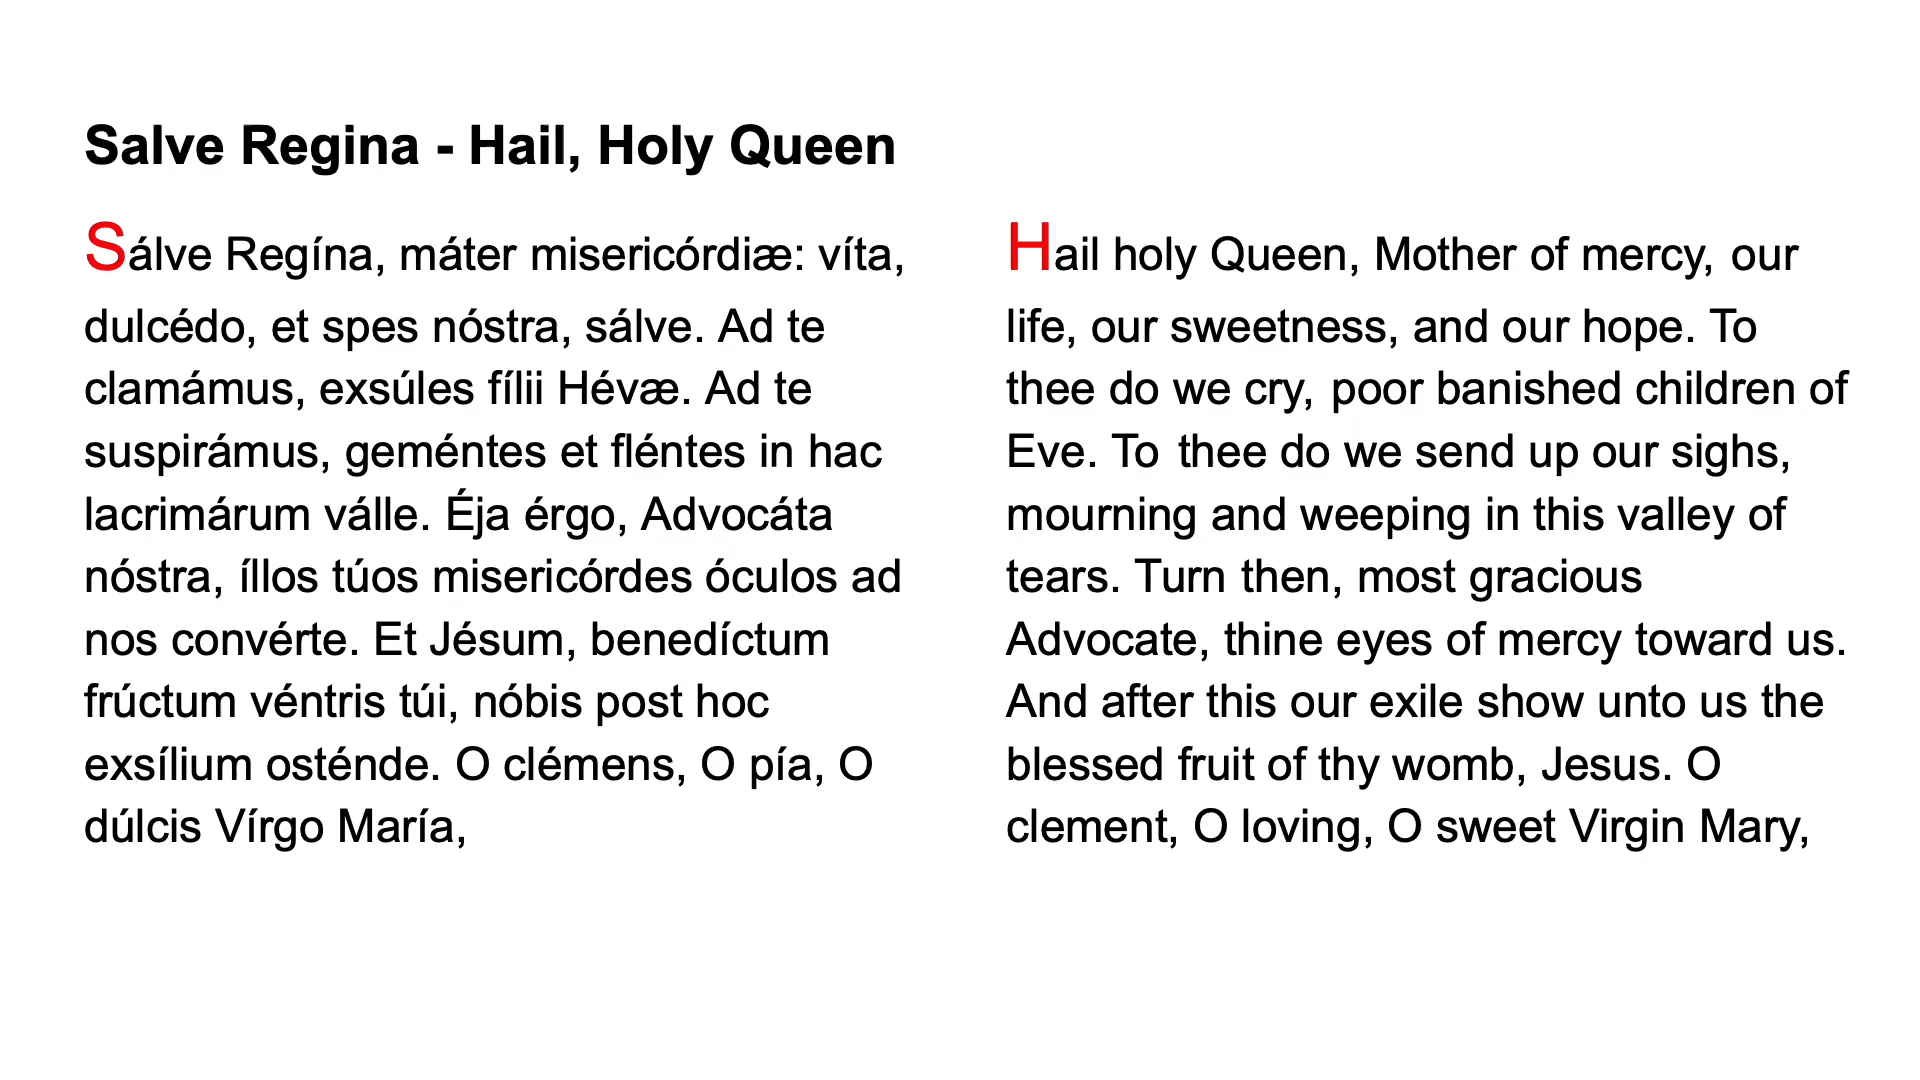 Salve Regina - Hail, Holy Queen
Sálve Regína, máter misericórdiæ: víta,
dulcédo, et spes nóstra, sálve. Ad te
clamámus, exsúles fílii Hévæ. Ad te
suspirámus, geméntes et fléntes in hac
lacrimárum válle. Éja érgo, Advocáta
nóstra, íllos túos misericórdes óculos ad
nos convérte. Et Jésum, benedíctum
frúctum véntris túi, nóbis post hoc
exsílium osténde. O clémens, O pía, O
dúlcis Vírgo María,
Hail holy Queen, Mother of mercy, our
life, our sweetness, and our hope. To
thee do we cry, poor banished children of
Eve. To thee do we send up our sighs,
mourning and weeping in this valley of
tears. Turn then, most gracious
Advocate, thine eyes of mercy toward us.
And after this our exile show unto us the
blessed fruit of thy womb, Jesus. O
clement, O loving, O sweet Virgin Mary,